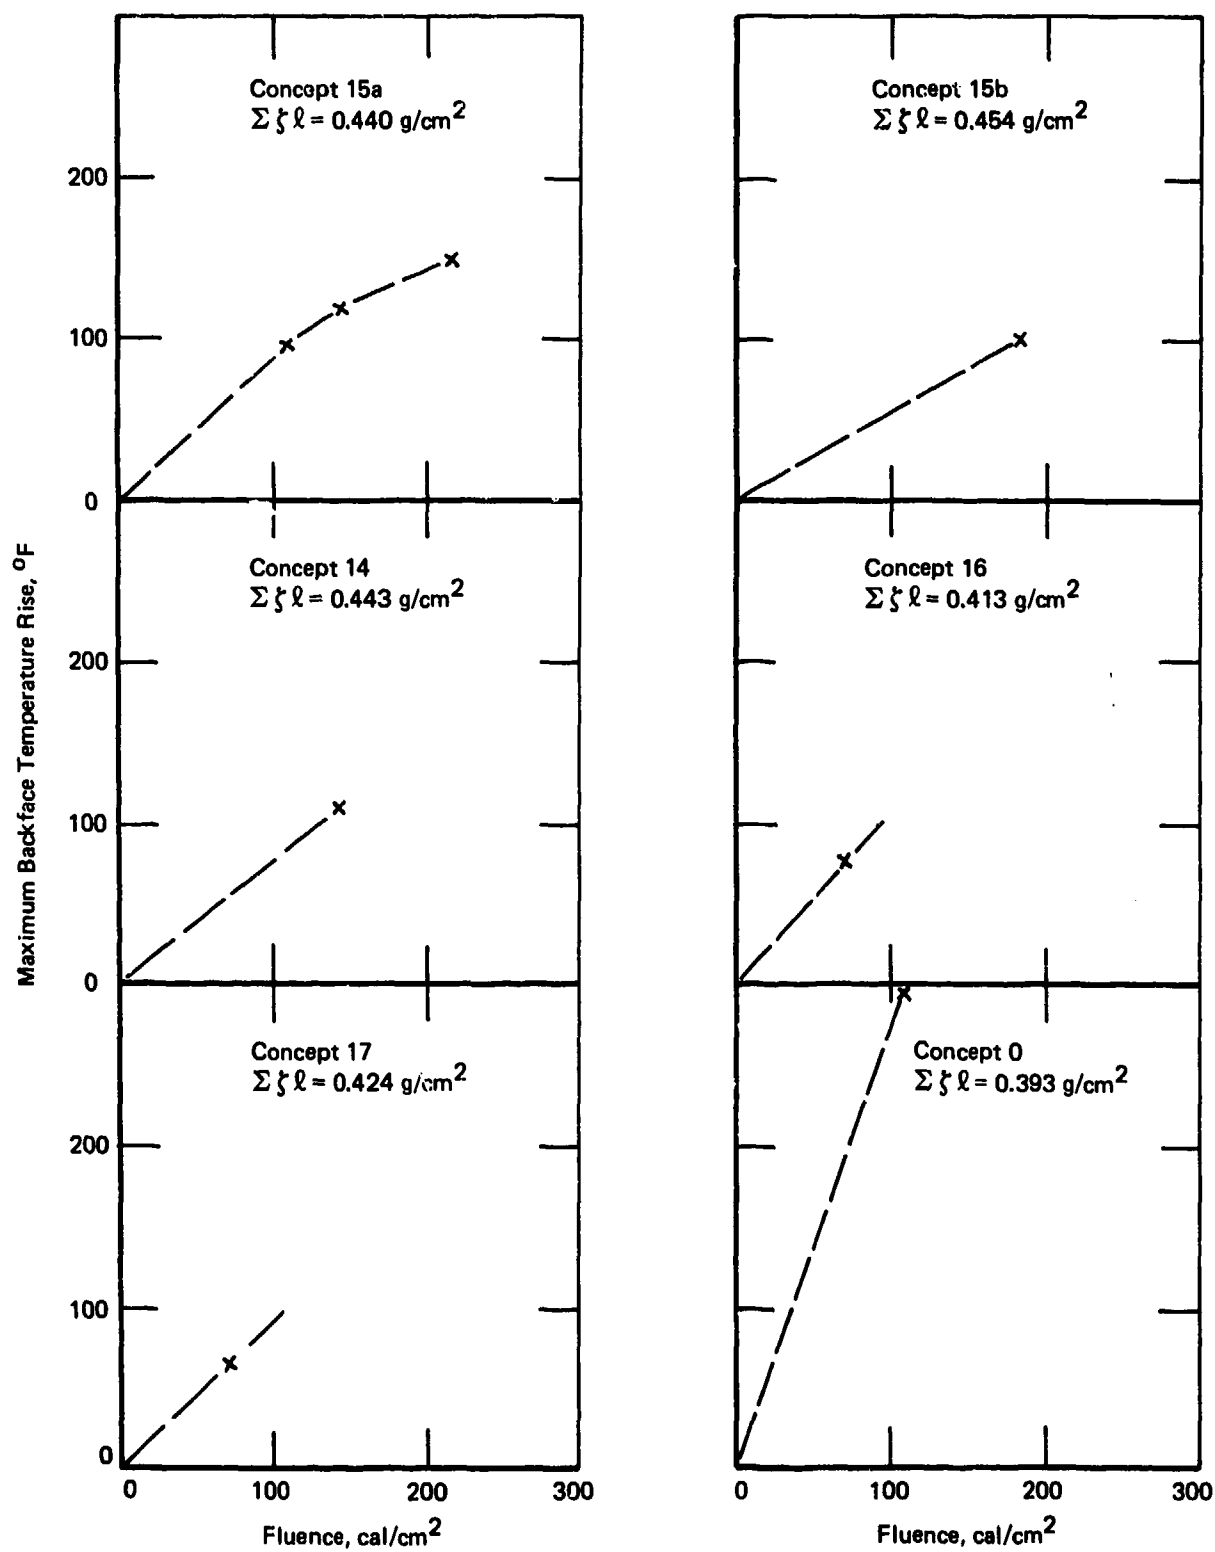 Concept 15a
Σ ζ ℓ = 0.440 g/cm²
200
100
0
Concept 15b
Σ ζ ℓ = 0.454 g/cm²
Maximum Backface Temperature Rise, °F
Concept 14
Σ ζ ℓ = 0.443 g/cm²
200
100
0
Concept 16
Σ ζ ℓ = 0.413 g/cm²
Concept 17
Σ ζ ℓ = 0.424 g/cm²
200
100
0
0 100 200 300
Fluence, cal/cm²
Concept 0
Σ ζ ℓ = 0.393 g/cm²
0 100 200 300
Fluence, cal/cm²